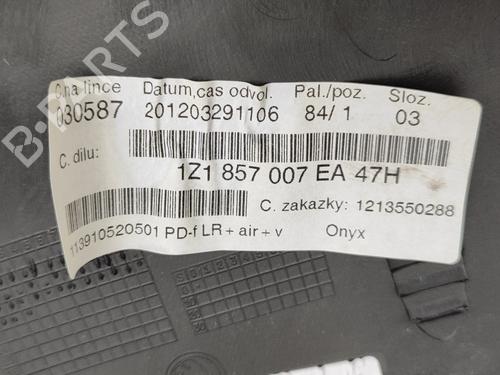 C.na lince Datum,cas odvol. Pal./poz. Sloz.
030587 201203291106 84/1 03
C. dilu:
1Z1 857 007 EA 47H
C. zakazky: 1213550288
113910520501 PD-f LR+air+v Onyx
B-PARTS